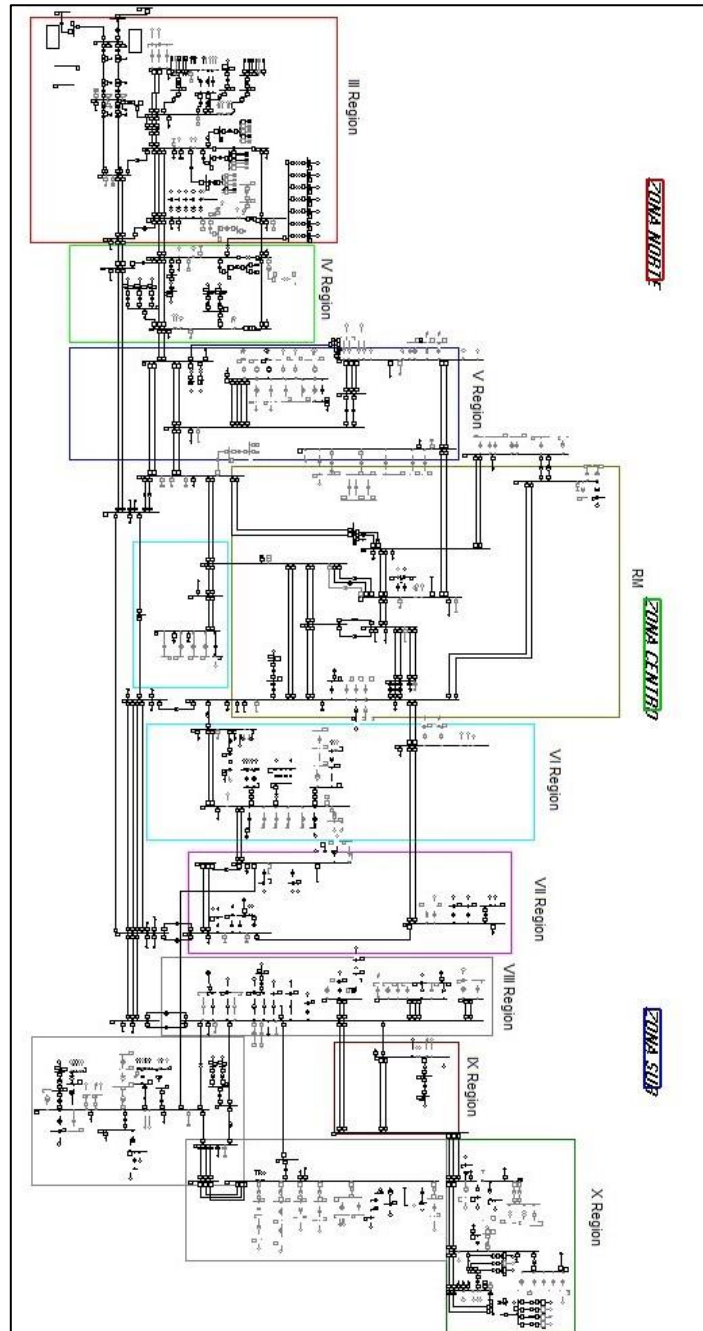 III Region
IV Region
V Region
RM
VI Region
VII Region
VIII Region
IX Region
X Region
ZONA NORTE
ZONA CENTRO
ZONA SUR